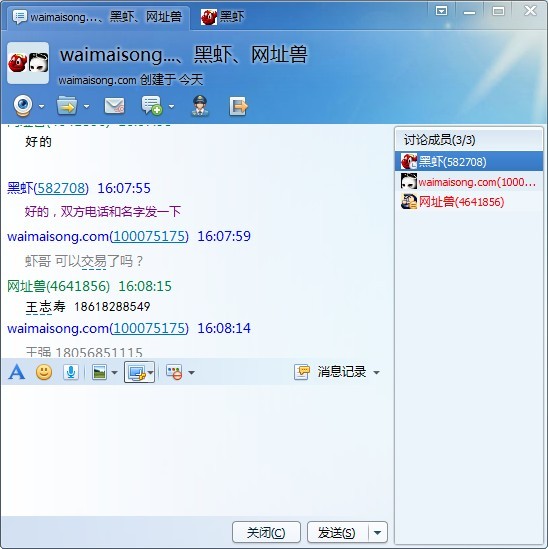 waimaisong...、黑虾、网址兽
黑虾
waimaisong...、黑虾、网址兽
waimaisong.com 创建于 今天
好的
黑虾(582708) 16:07:55
好的，双方电话和名字发一下
waimaisong.com(100075175) 16:07:59
虾哥 可以交易了吗？
网址兽(4641856) 16:08:15
王志寿 18618288549
waimaisong.com(100075175) 16:08:14
王强 18056851115
消息记录
关闭(C)
发送(S)
讨论成员(3/3)
黑虾(582708)
waimaisong.com(1000...
网址兽(4641856)